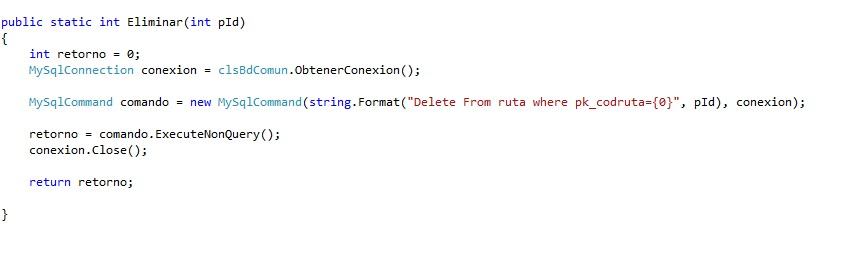 public static int Eliminar(int pId)
{
int retorno = 0;
MySqlConnection conexion = clsBdComun.ObtenerConexion();
MySqlCommand comando = new MySqlCommand(string.Format("Delete From ruta where pk_codruta={0}", pId), conexion);
retorno = comando.ExecuteNonQuery();
conexion.Close();
return retorno;
}